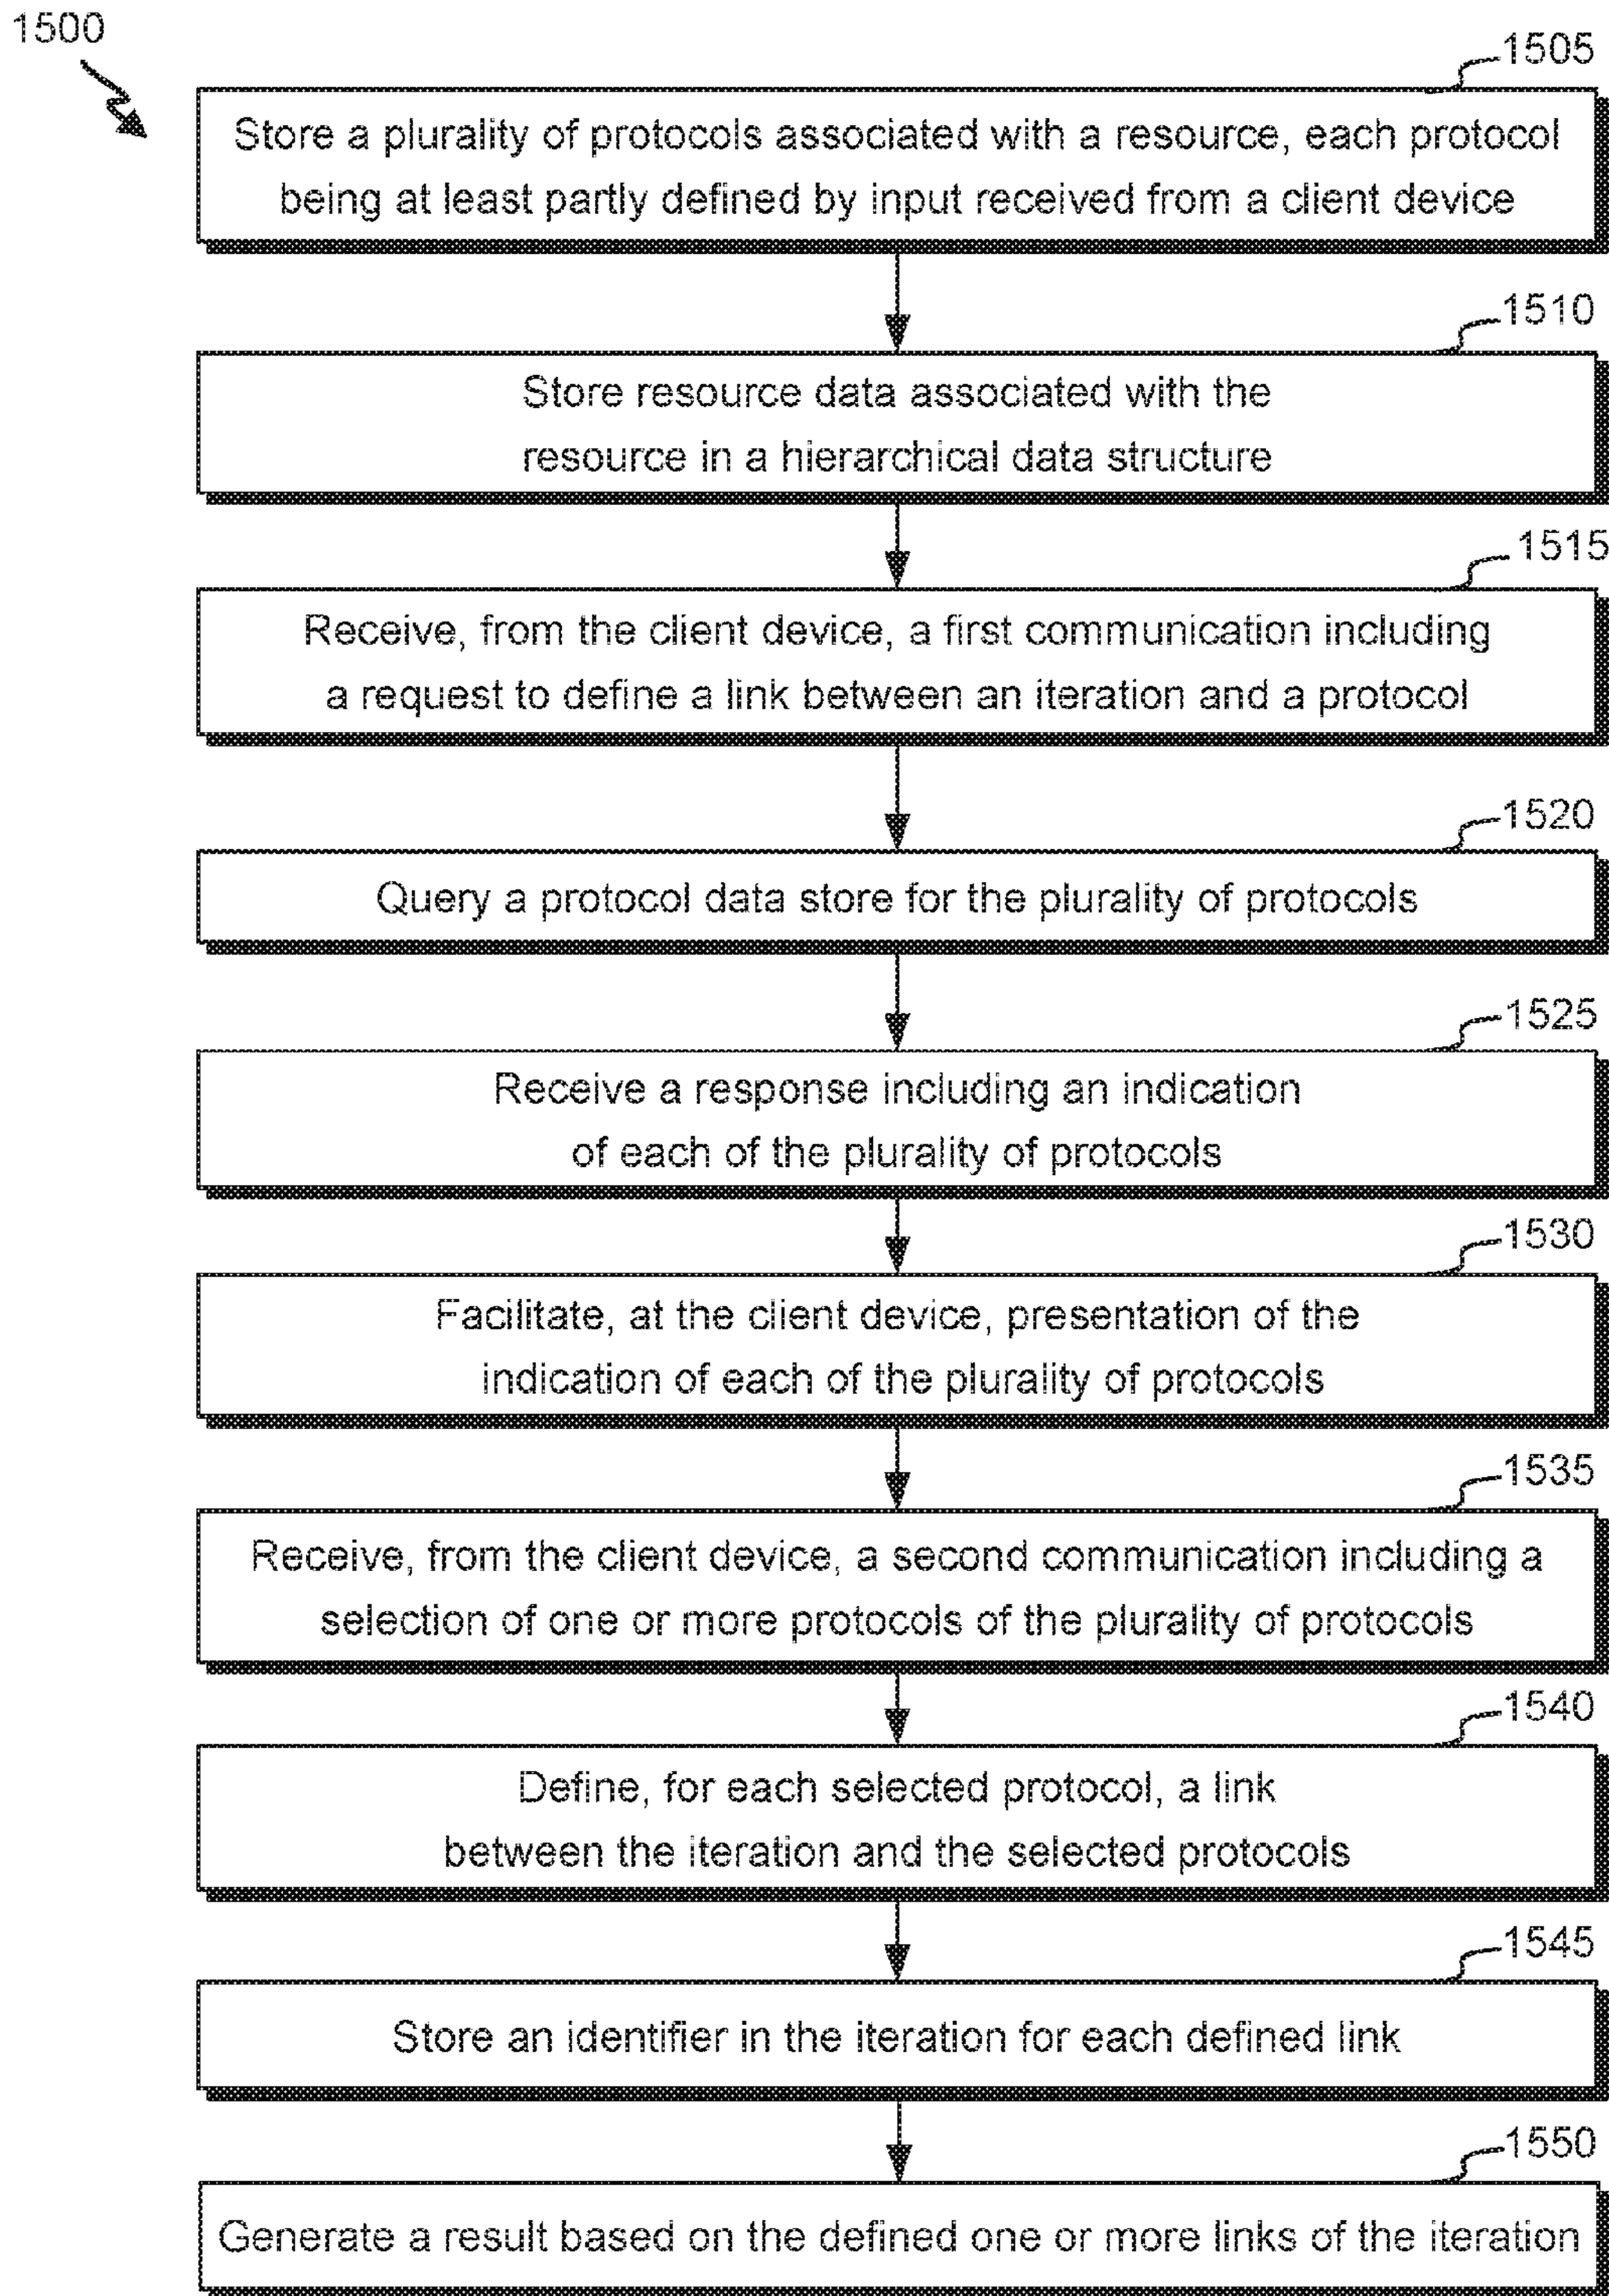 1500
1505
Store a plurality of protocols associated with a resource, each protocol
being at least partly defined by input received from a client device
1510
Store resource data associated with the
resource in a hierarchical data structure
1515
Receive, from the client device, a first communication including
a request to define a link between an iteration and a protocol
1520
Query a protocol data store for the plurality of protocols
1525
Receive a response including an indication
of each of the plurality of protocols
1530
Facilitate, at the client device, presentation of the
indication of each of the plurality of protocols
1535
Receive, from the client device, a second communication including a
selection of one or more protocols of the plurality of protocols
1540
Define, for each selected protocol, a link
between the iteration and the selected protocols
1545
Store an identifier in the iteration for each defined link
1550
Generate a result based on the defined one or more links of the iteration